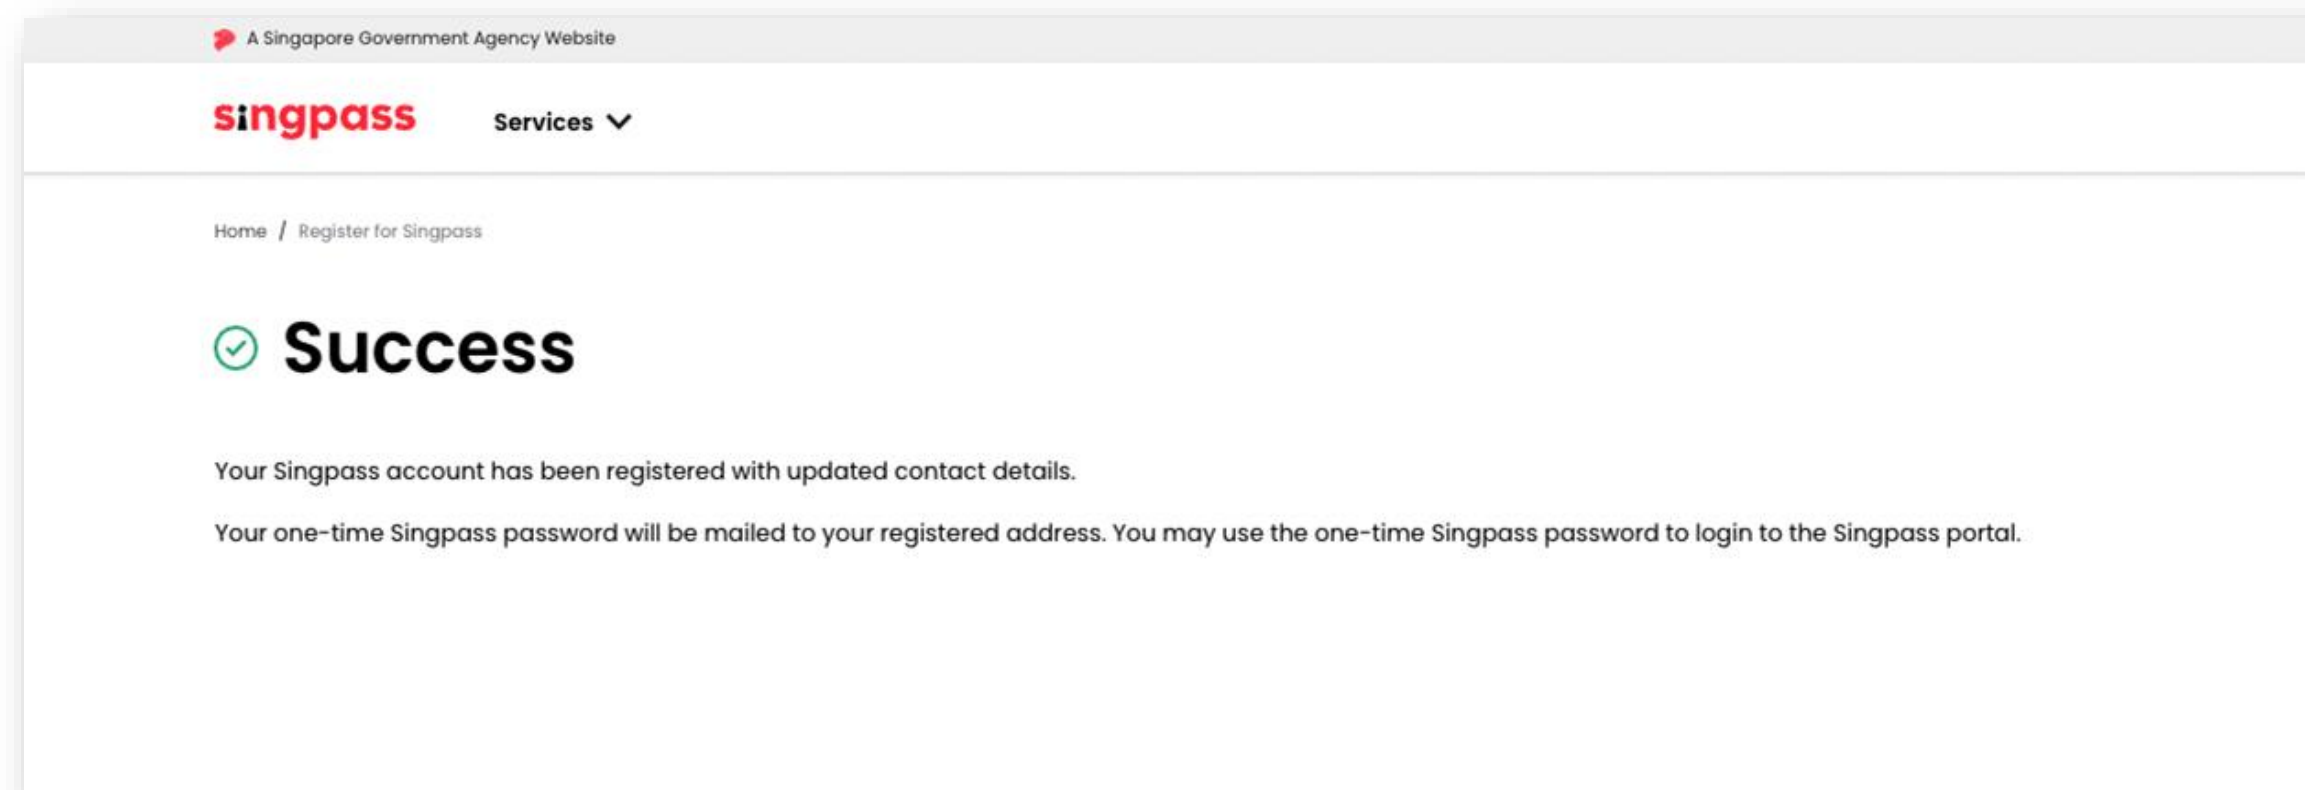 A Singapore Government Agency Website
singpass
Services
Home / Register for Singpass
Success
Your Singpass account has been registered with updated contact details.
Your one-time Singpass password will be mailed to your registered address. You may use the one-time Singpass password to login to the Singpass portal.